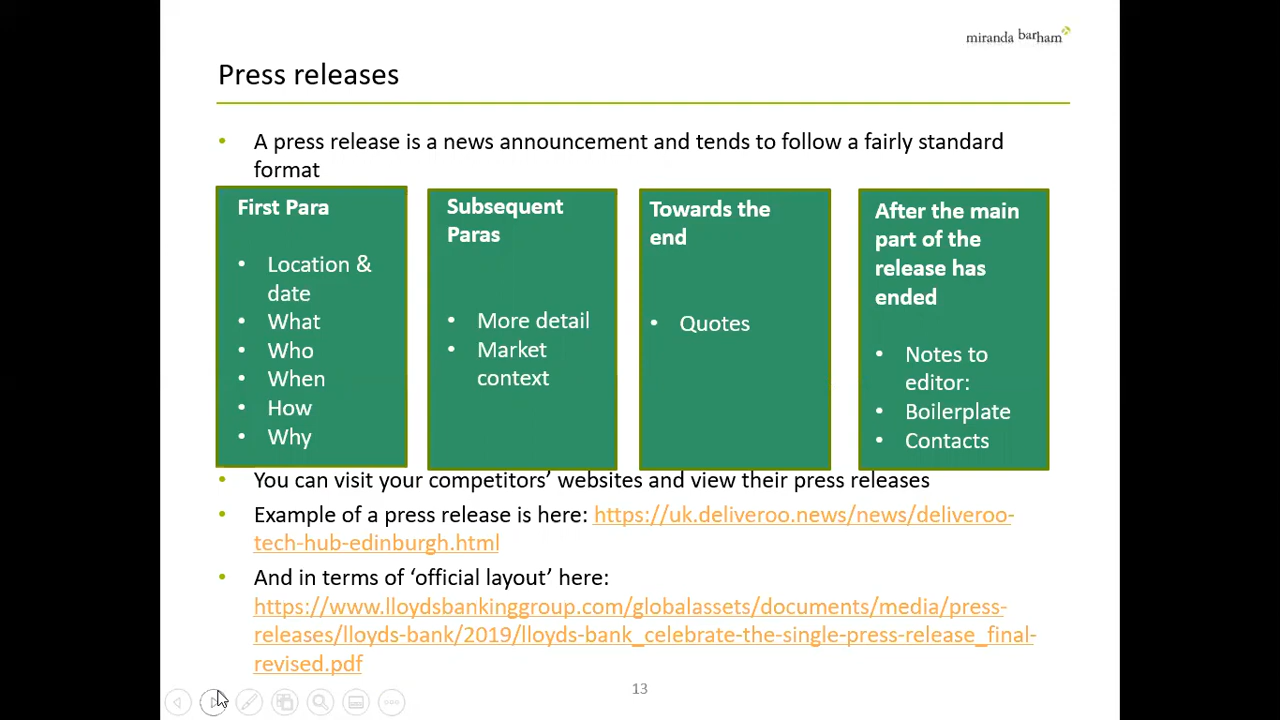 miranda barham
Press releases
• A press release is a news announcement and tends to follow a fairly standard
format
First Para
• Location &
date
• What
• Who
• When
• How
• Why
Subsequent
Paras
• More detail
• Market
context
Towards the
end
• Quotes
After the main
part of the
release has
ended
• Notes to
editor:
• Boilerplate
• Contacts
• You can visit your competitors’ websites and view their press releases
• Example of a press release is here: https://uk.deliveroo.news/news/deliveroo-
tech-hub-edinburgh.html
• And in terms of ‘official layout’ here:
https://www.lloydsbankinggroup.com/globalassets/documents/media/press-
releases/lloyds-bank/2019/lloyds-bank_celebrate-the-single-press-release_final-
revised.pdf
13